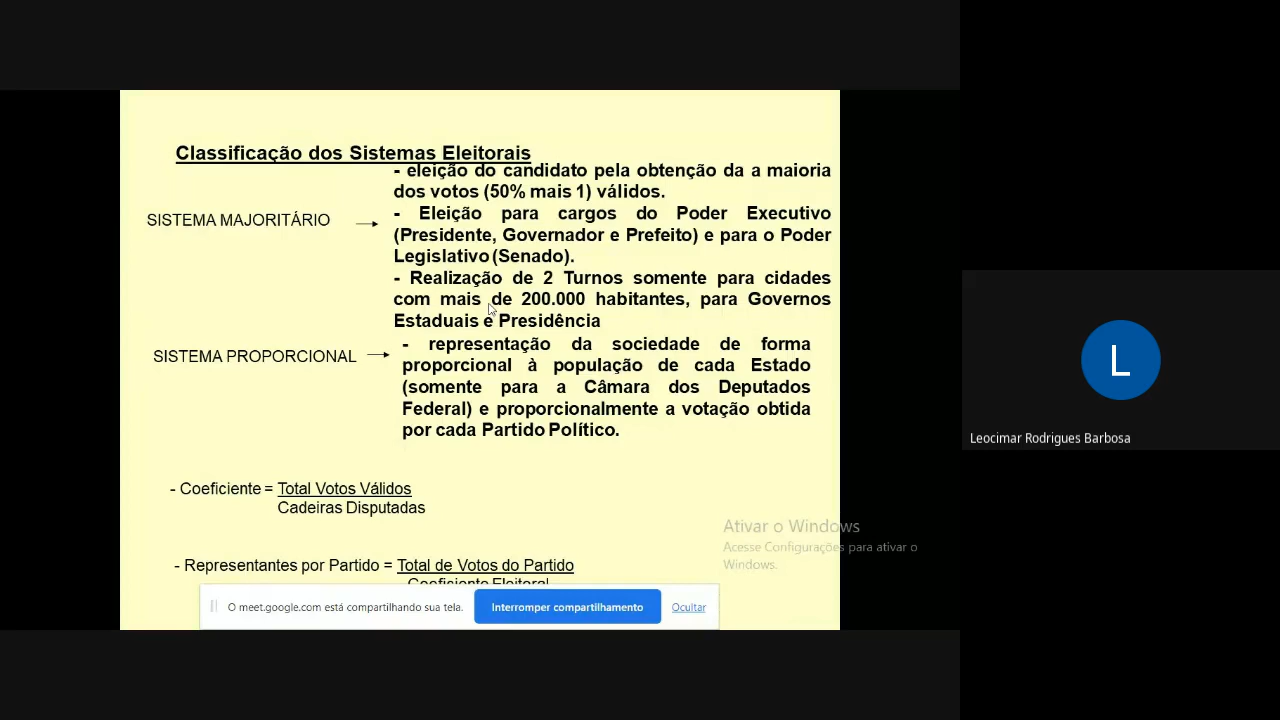 Classificação dos Sistemas Eleitorais
- eleição do candidato pela obtenção da a maioria
dos votos (50% mais 1) válidos.
SISTEMA MAJORITÁRIO
- Eleição para cargos do Poder Executivo
(Presidente, Governador e Prefeito) e para o Poder
Legislativo (Senado).
- Realização de 2 Turnos somente para cidades
com mais de 200.000 habitantes, para Governos
Estaduais e Presidência
SISTEMA PROPORCIONAL
- representação da sociedade de forma
proporcional à população de cada Estado
(somente para a Câmara dos Deputados
Federal) e proporcionalmente a votação obtida
por cada Partido Político.
- Coeficiente = Total Votos Válidos
Cadeiras Disputadas
- Representantes por Partido = Total de Votos do Partido
Coeficiente Eleitoral
Ativar o Windows
Acesse Configurações para ativar o
Windows.
O meet.google.com está compartilhando sua tela.
Interromper compartilhamento
Ocultar
L
Leocimar Rodrigues Barbosa